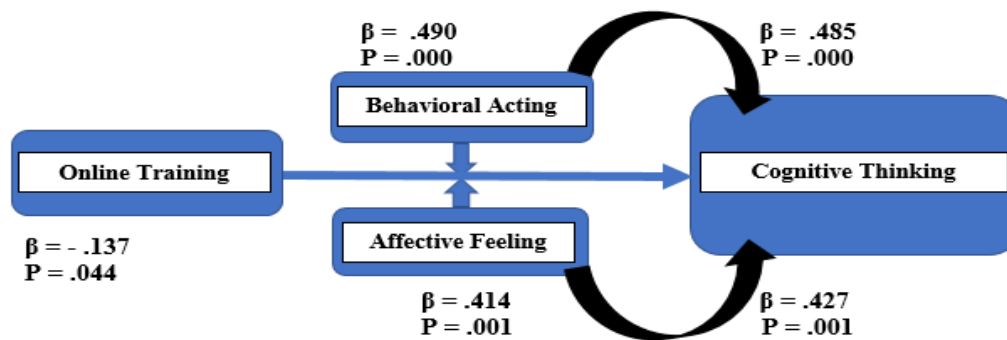 β = .490
P = .000
β = .485
P = .000
Behavioral Acting
Online Training
Cognitive Thinking
Affective Feeling
β = - .137
P = .044
β = .414
P = .001
β = .427
P = .001